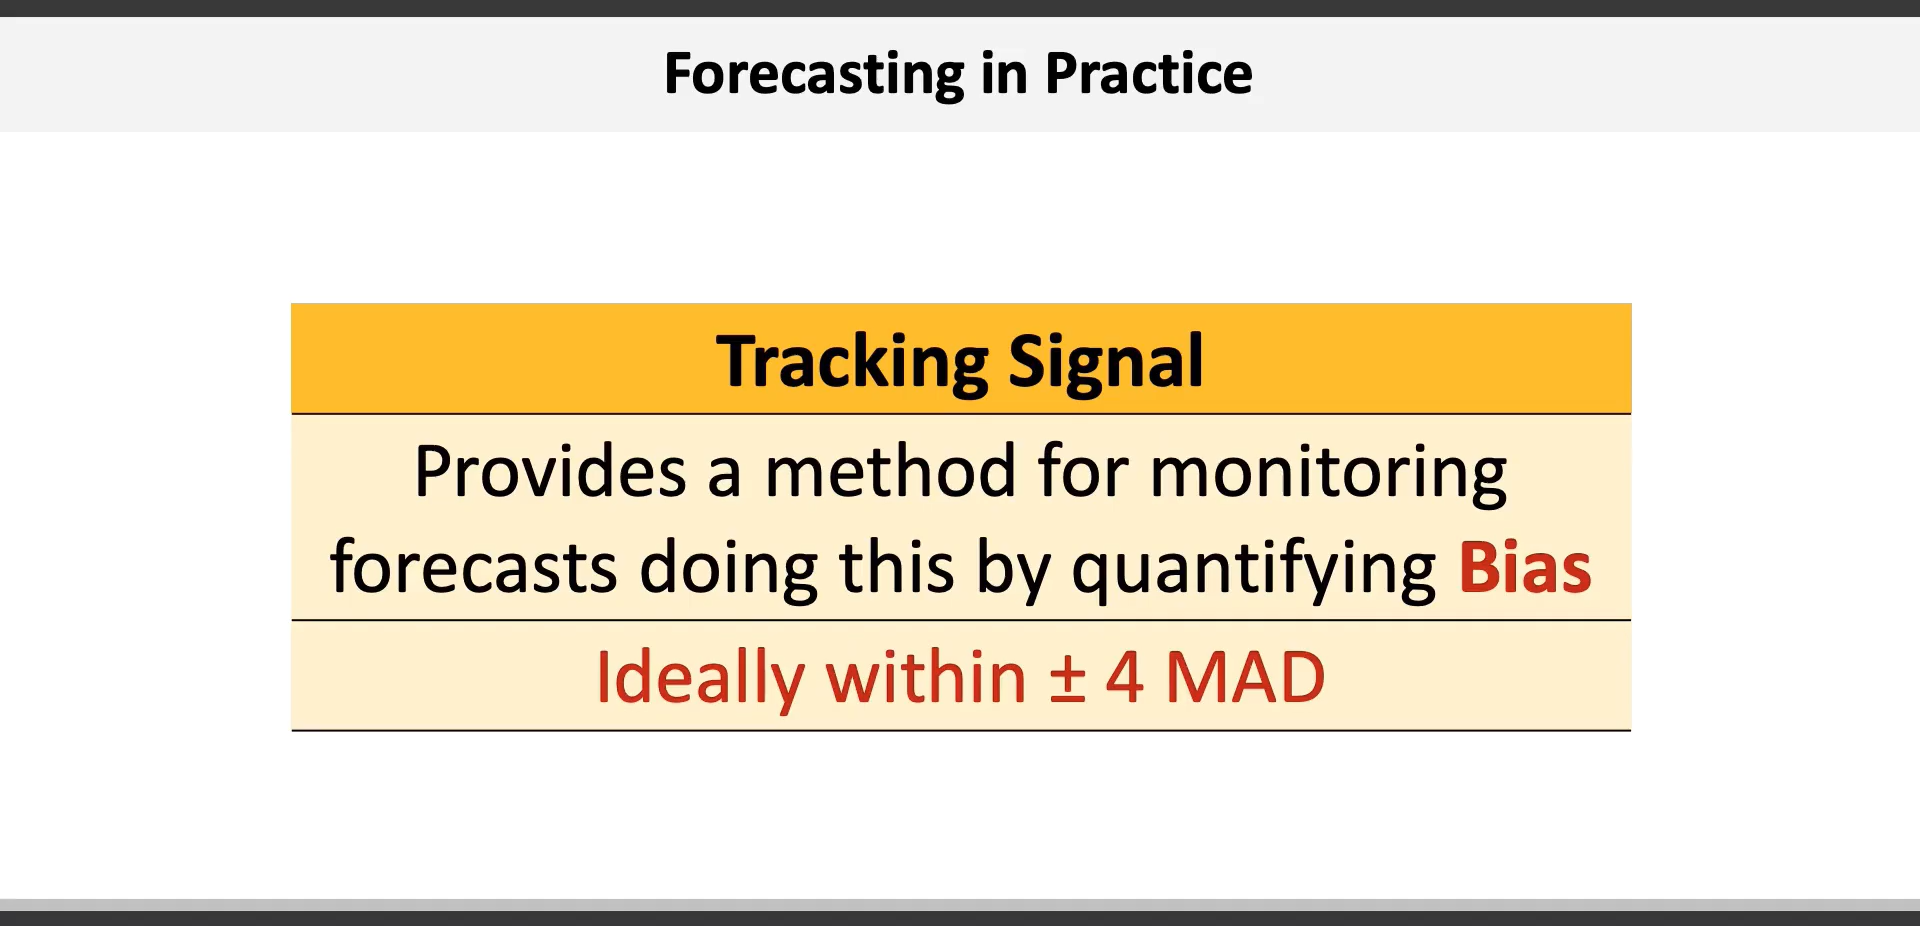 Forecasting in Practice
Tracking Signal
Provides a method for monitoring
forecasts doing this by quantifying Bias
Ideally within ± 4 MAD